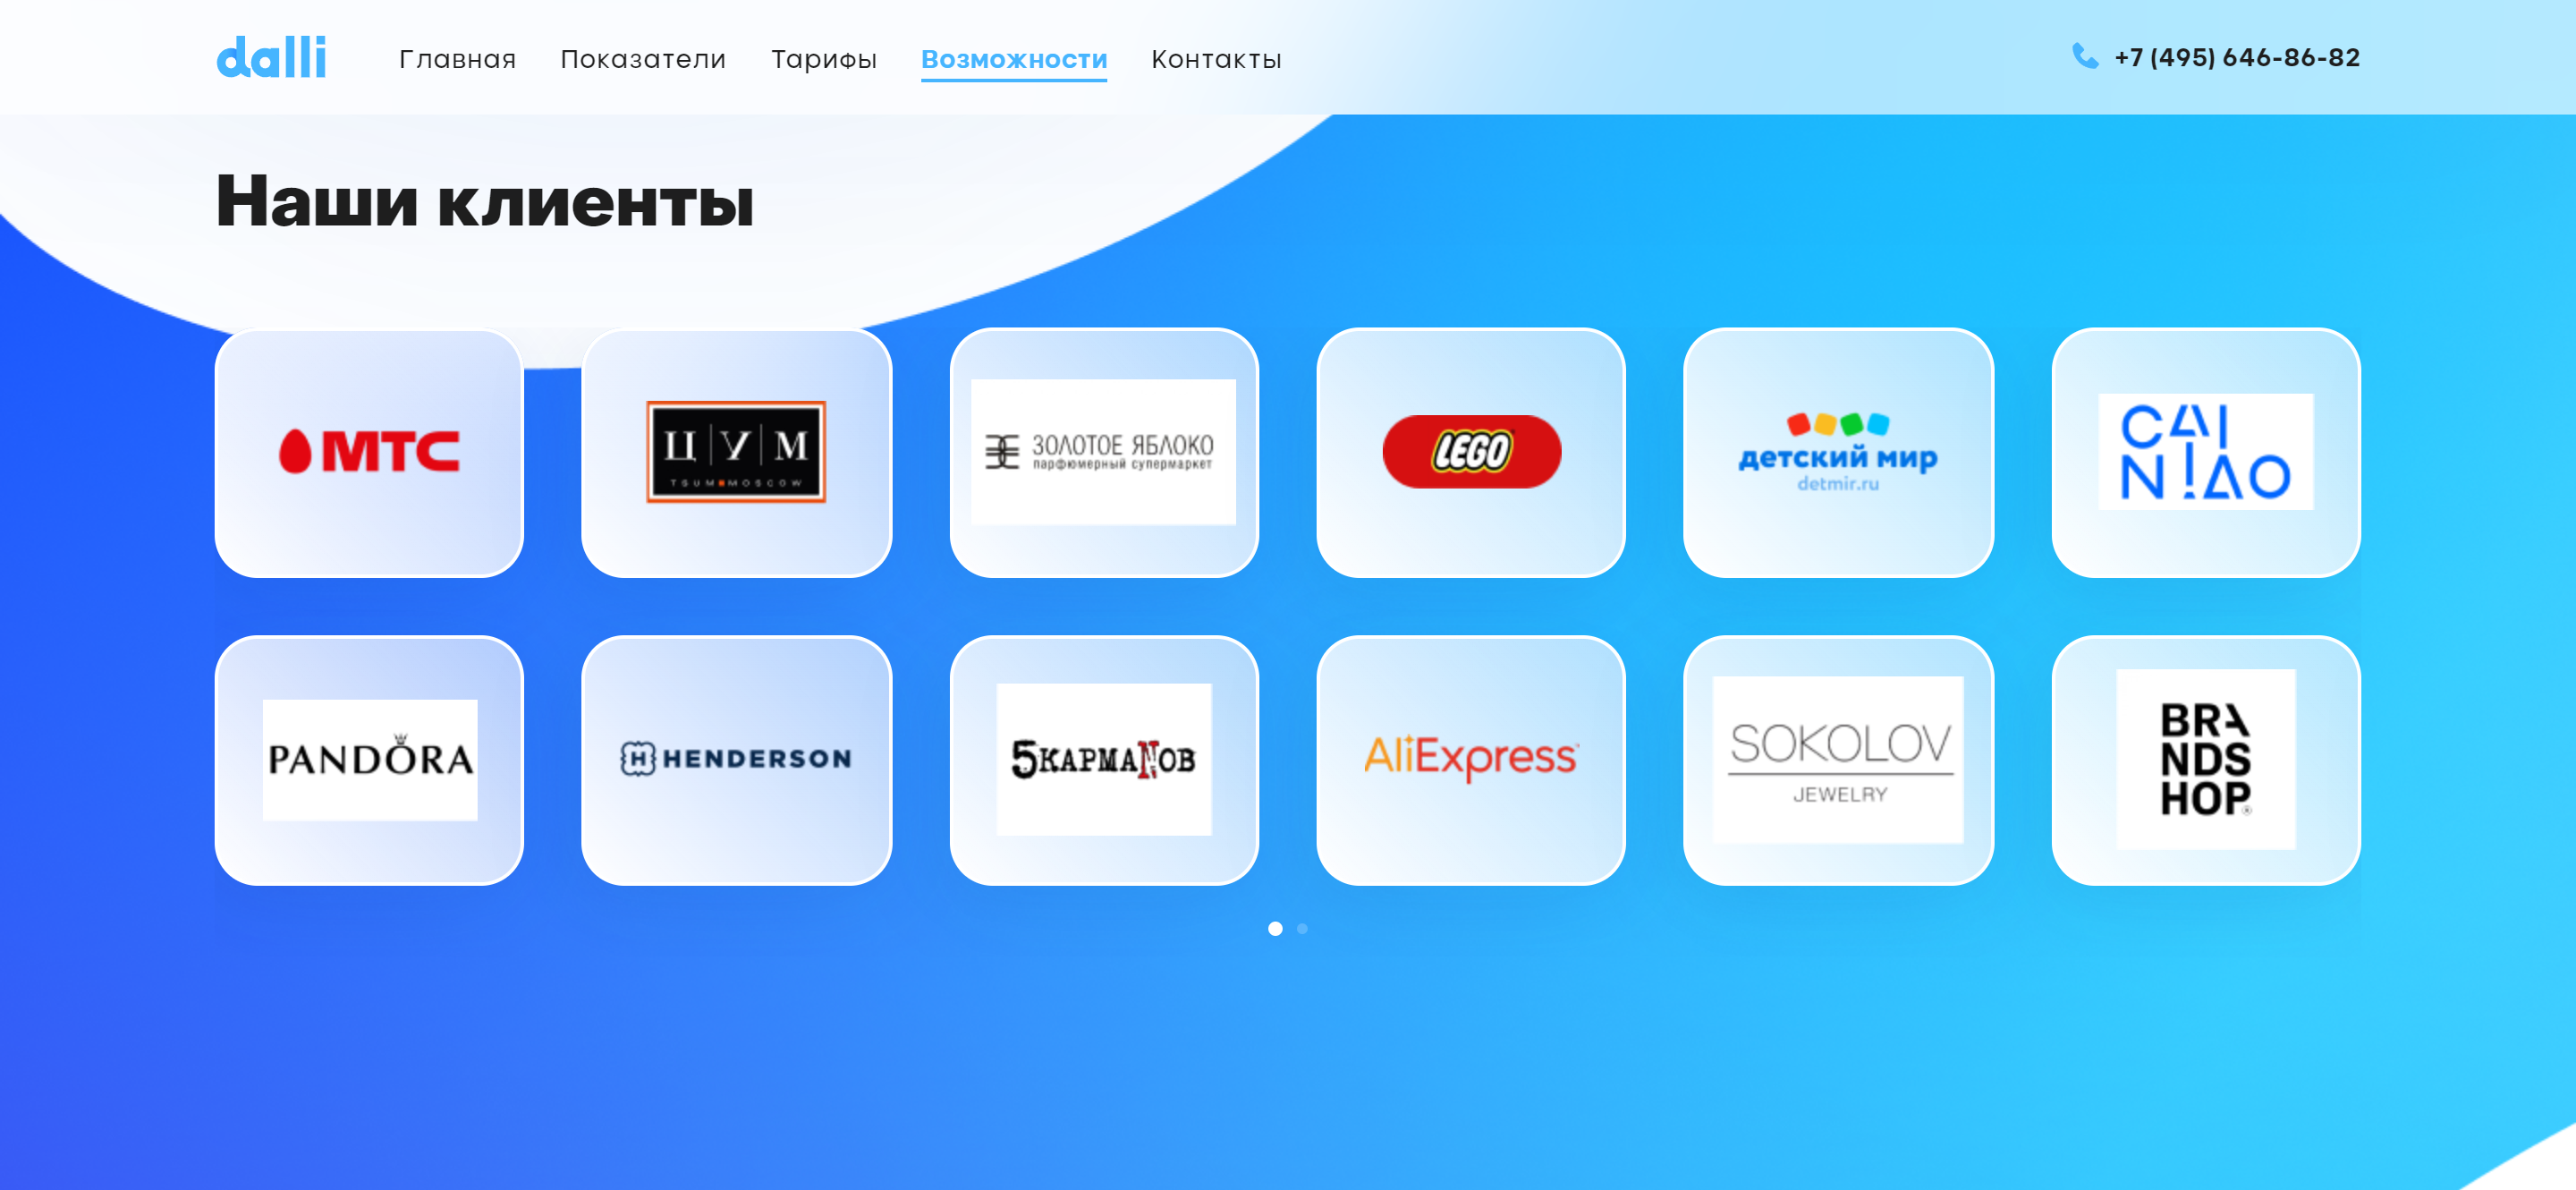 dalli Главная Показатели Тарифы Возможности Контакты +7 (495) 646-86-82
Наши клиенты
МТС
Ц У М
TSUM MOSCOW
ЗОЛОТОЕ ЯБЛОКО
парфюмерный супермаркет
LEGO
детский мир
detmir.ru
CAI
NIAO
PANDORA
H HENDERSON
5КАРМАNОВ
AliExpress
SOKOLOV
JEWELRY
BRA
NDS
HOP®